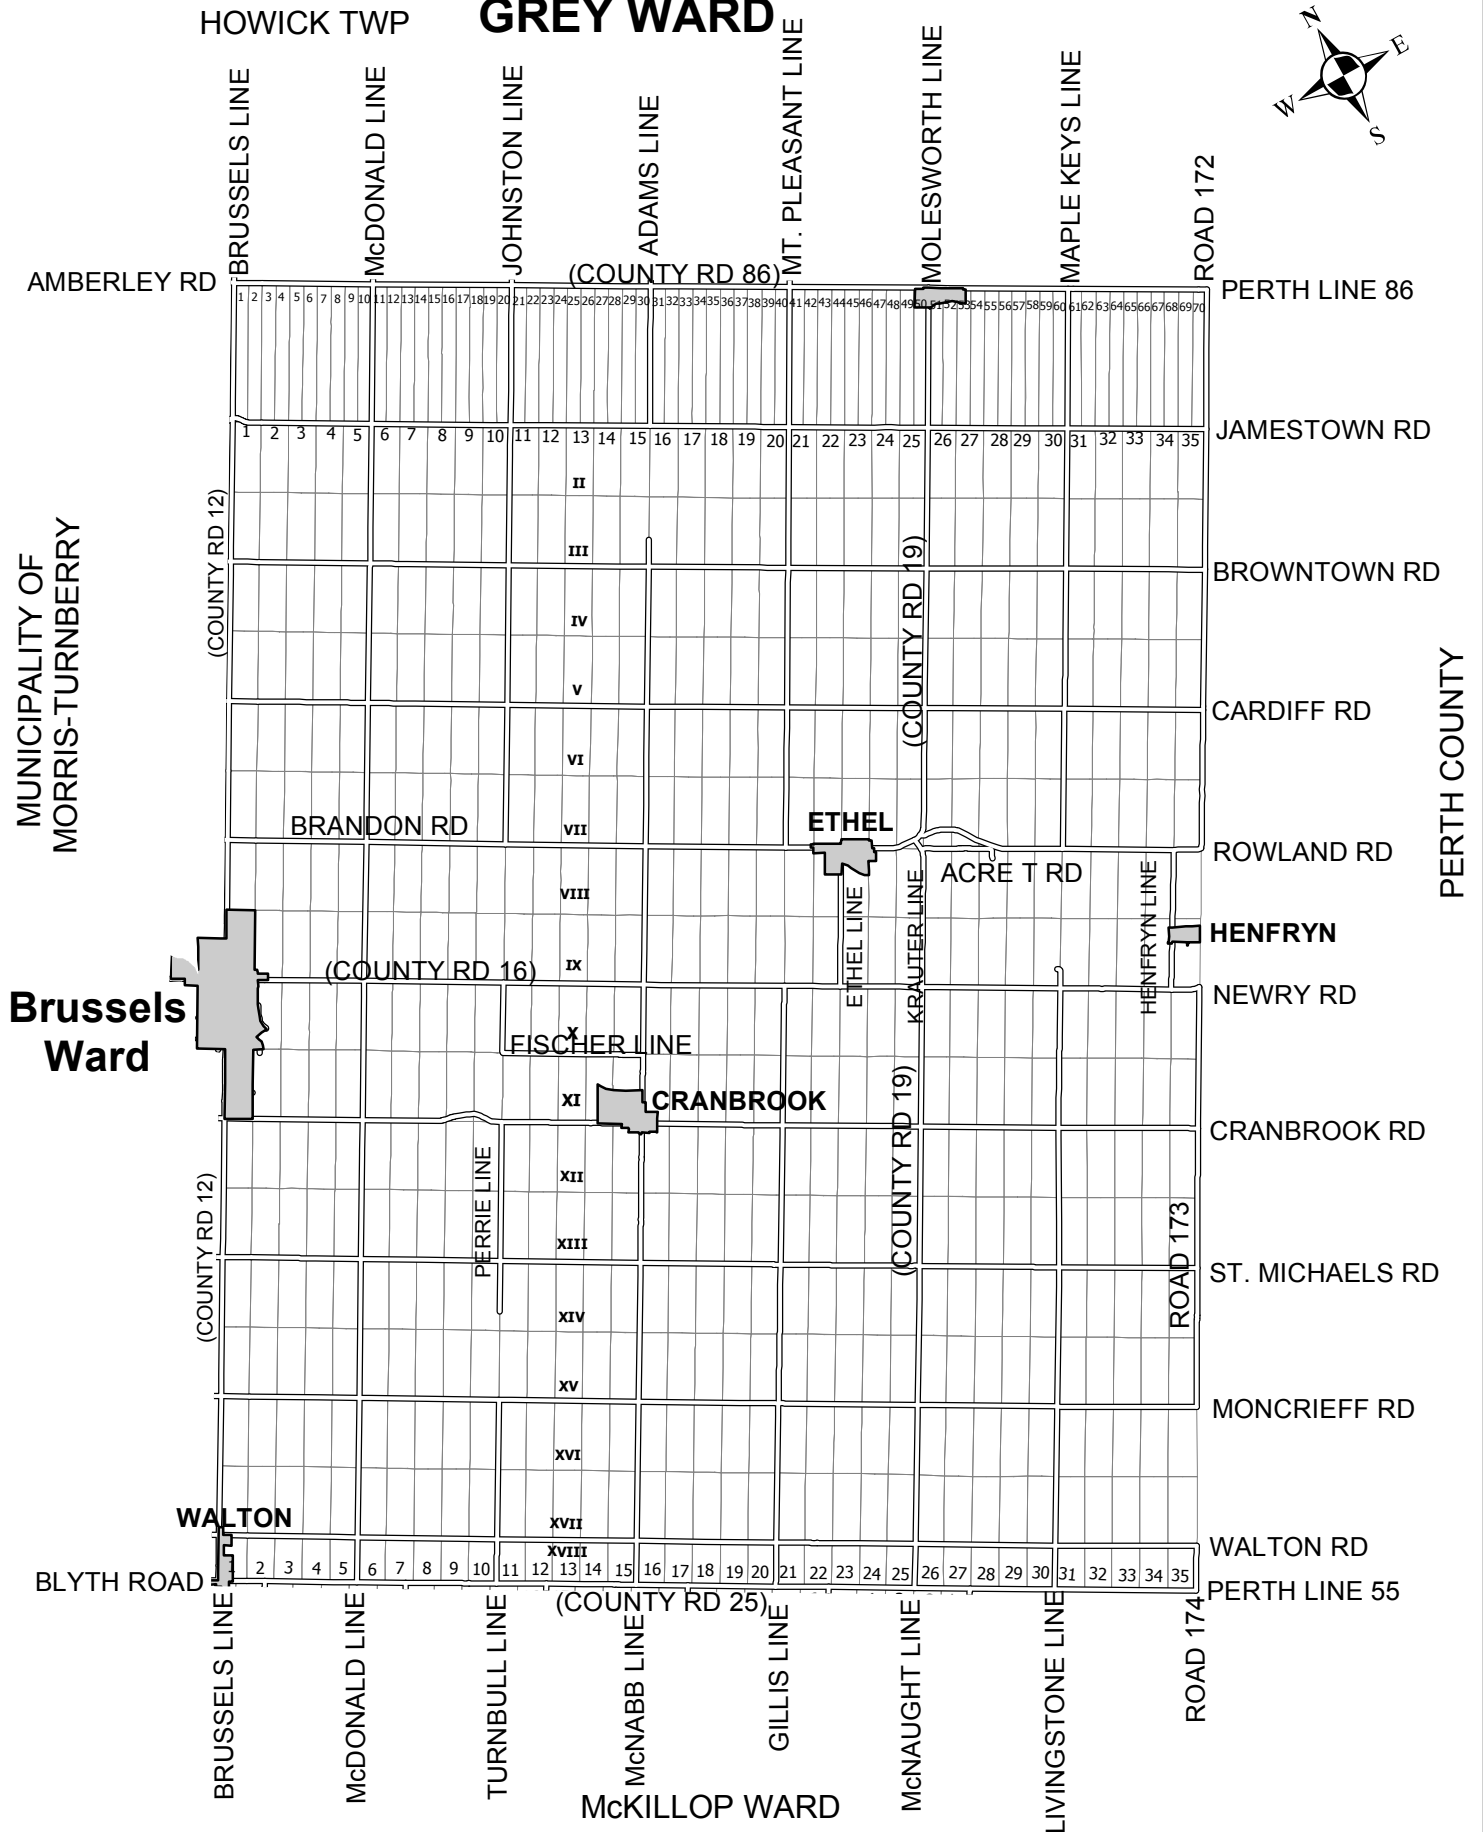 HOWICK TWP
GREY WARD
N
E
W
S
BRUSSELS LINE
McDONALD LINE
JOHNSTON LINE
ADAMS LINE
MT. PLEASANT LINE
MOLESWORTH LINE
MAPLE KEYS LINE
ROAD 172
AMBERLEY RD
(COUNTY RD 86)
PERTH LINE 86
1 2 3 4 5 6 7 8 9 10 11 12 13 14 15 16 17 18 19 20 21 22 23 24 25 26 27 28 29 30 31 32 33 34 35 36 37 38 39 40 41 42 43 44 45 46 47 48 49 50 51 52 53 54 55 56 57 58 59 60 61 62 63 64 65 66 67 68 69 70
JAMESTOWN RD
1 2 3 4 5 6 7 8 9 10 11 12 13 14 15 16 17 18 19 20 21 22 23 24 25 26 27 28 29 30 31 32 33 34 35
II
(COUNTY RD 12)
III
(COUNTY RD 19)
BROWNTOWN RD
MUNICIPALITY OF
MORRIS-TURNBERRY
IV
V
CARDIFF RD
PERTH COUNTY
VI
BRANDON RD
VII
ETHEL
ROWLAND RD
ACRE T RD
VIII
ETHEL LINE
KRAUTER LINE
HENFRYN LINE
HENFRYN
(COUNTY RD 16)
IX
NEWRY RD
Brussels
Ward
X
FISCHER LINE
XI
CRANBROOK
(COUNTY RD 19)
CRANBROOK RD
XII
(COUNTY RD 12)
PERRIE LINE
ROAD 173
XIII
ST. MICHAELS RD
XIV
XV
MONCRIEFF RD
XVI
WALTON
XVII
WALTON RD
XVIII
1 2 3 4 5 6 7 8 9 10 11 12 13 14 15 16 17 18 19 20 21 22 23 24 25 26 27 28 29 30 31 32 33 34 35
BLYTH ROAD
(COUNTY RD 25)
PERTH LINE 55
BRUSSELS LINE
McDONALD LINE
TURNBULL LINE
McNABB LINE
GILLIS LINE
McNAUGHT LINE
LIVINGSTONE LINE
ROAD 174
McKILLOP WARD